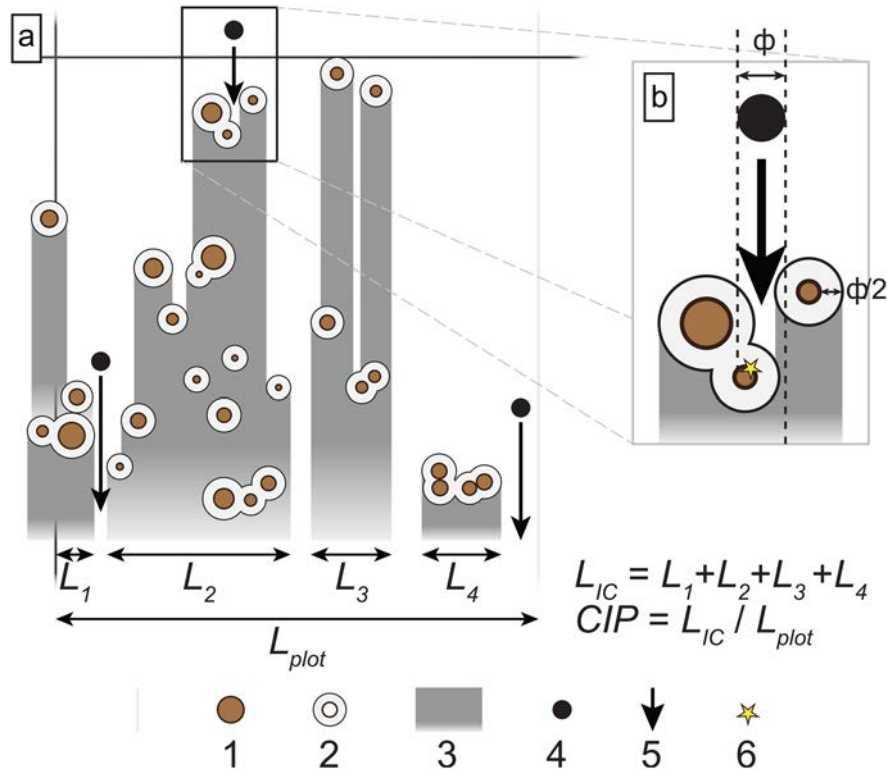 a
ϕ
b
ϕ/2
L1
L2
L3
L4
LIC = L1+L2+L3+L4
CIP = LIC / Lplot
Lplot
1
2
3
4
5
6